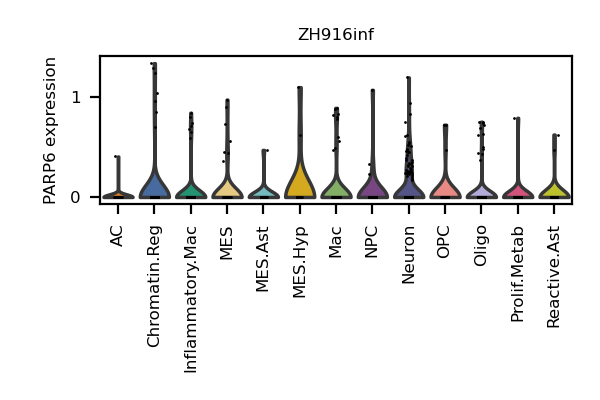 ZH916inf
PARP6 expression
1
0
AC
Chromatin.Reg
Inflammatory.Mac
MES
MES.Ast
MES.Hyp
Mac
NPC
Neuron
OPC
Oligo
Prolif.Metab
Reactive.Ast